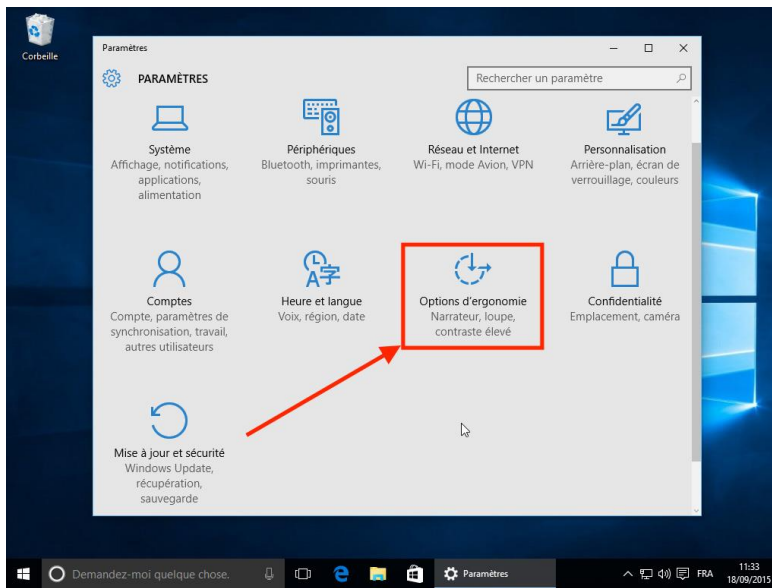 Corbeille
Paramètres
PARAMÈTRES
Rechercher un paramètre
Système
Affichage, notifications,
applications,
alimentation
Périphériques
Bluetooth, imprimantes,
souris
Réseau et Internet
Wi-Fi, mode Avion, VPN
Personnalisation
Arrière-plan, écran de
verrouillage, couleurs
Comptes
Compte, paramètres de
synchronisation, travail,
autres utilisateurs
Heure et langue
Voix, région, date
Options d'ergonomie
Narrateur, loupe,
contraste élevé
Confidentialité
Emplacement, caméra
Mise à jour et sécurité
Windows Update,
récupération,
sauvegarde
Demandez-moi quelque chose.
Paramètres
FRA
11:33
18/09/2015